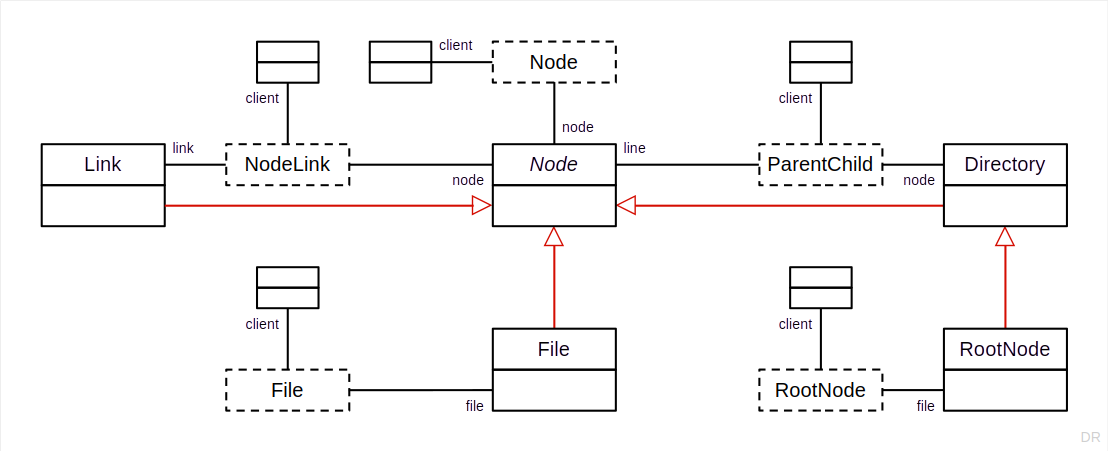 client
Node
client
client
node
link
line
Link
NodeLink
Node
ParentChild
Directory
node
node
client
client
File
RootNode
File
RootNode
file
file
DR